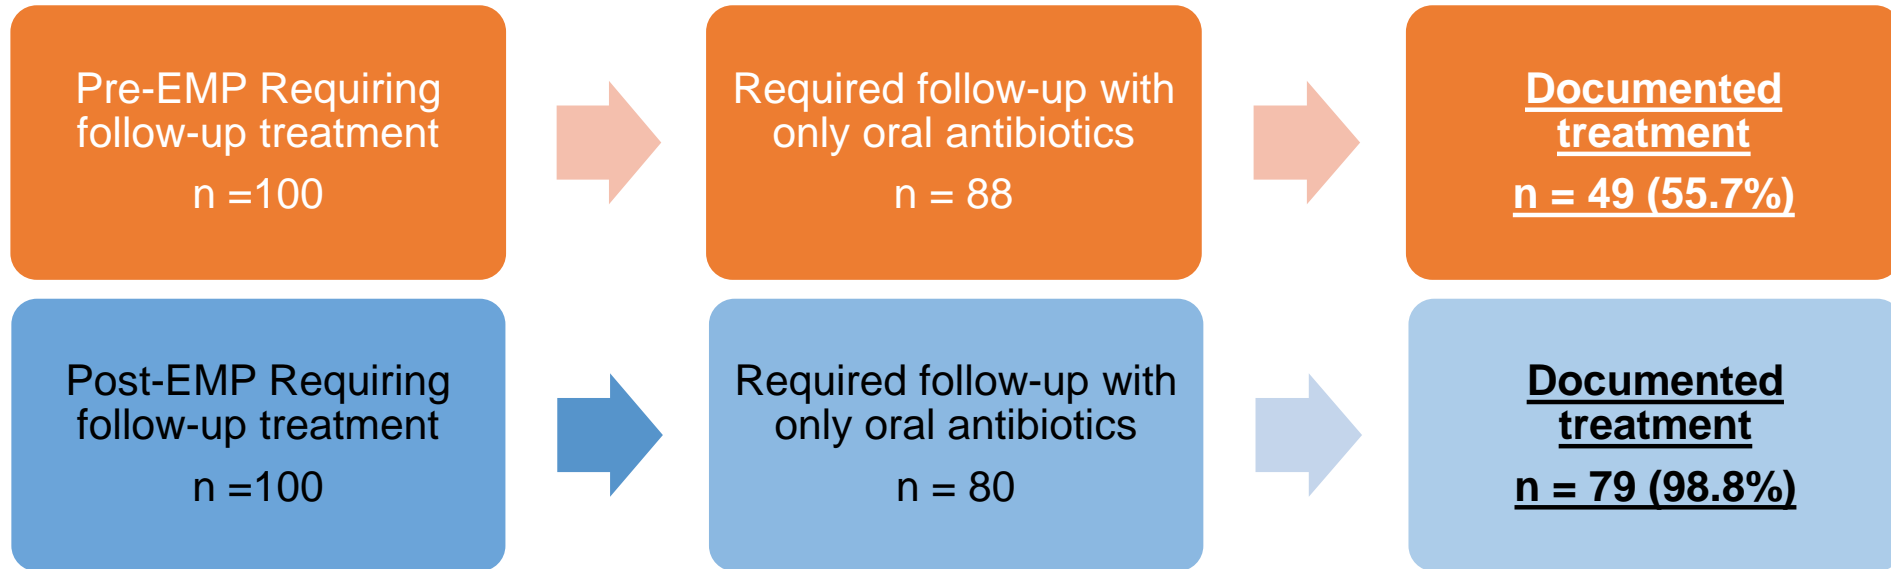 Pre-EMP Requiring
follow-up treatment
n =100
Required follow-up with
only oral antibiotics
n = 88
Documented
treatment
n = 49 (55.7%)
Post-EMP Requiring
follow-up treatment
n =100
Required follow-up with
only oral antibiotics
n = 80
Documented
treatment
n = 79 (98.8%)